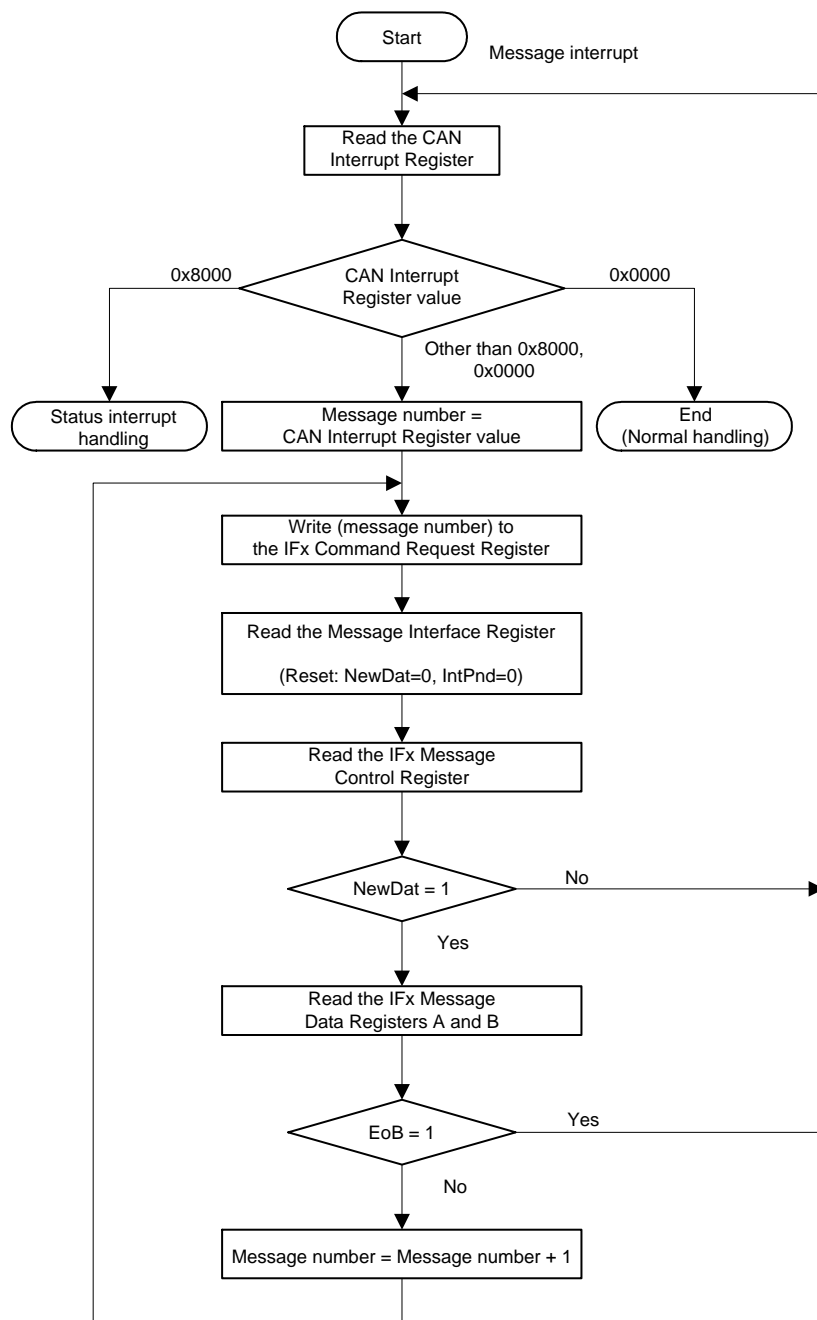 Start
Message interrupt
Read the CAN
Interrupt Register
0x8000
CAN Interrupt
Register value
0x0000
Other than 0x8000,
0x0000
Status interrupt
handling
Message number =
CAN Interrupt Register value
End
(Normal handling)
Write (message number) to
the IFx Command Request Register
Read the Message Interface Register
(Reset: NewDat=0, IntPnd=0)
Read the IFx Message
Control Register
NewDat = 1
No
Yes
Read the IFx Message
Data Registers A and B
EoB = 1
Yes
No
Message number = Message number + 1